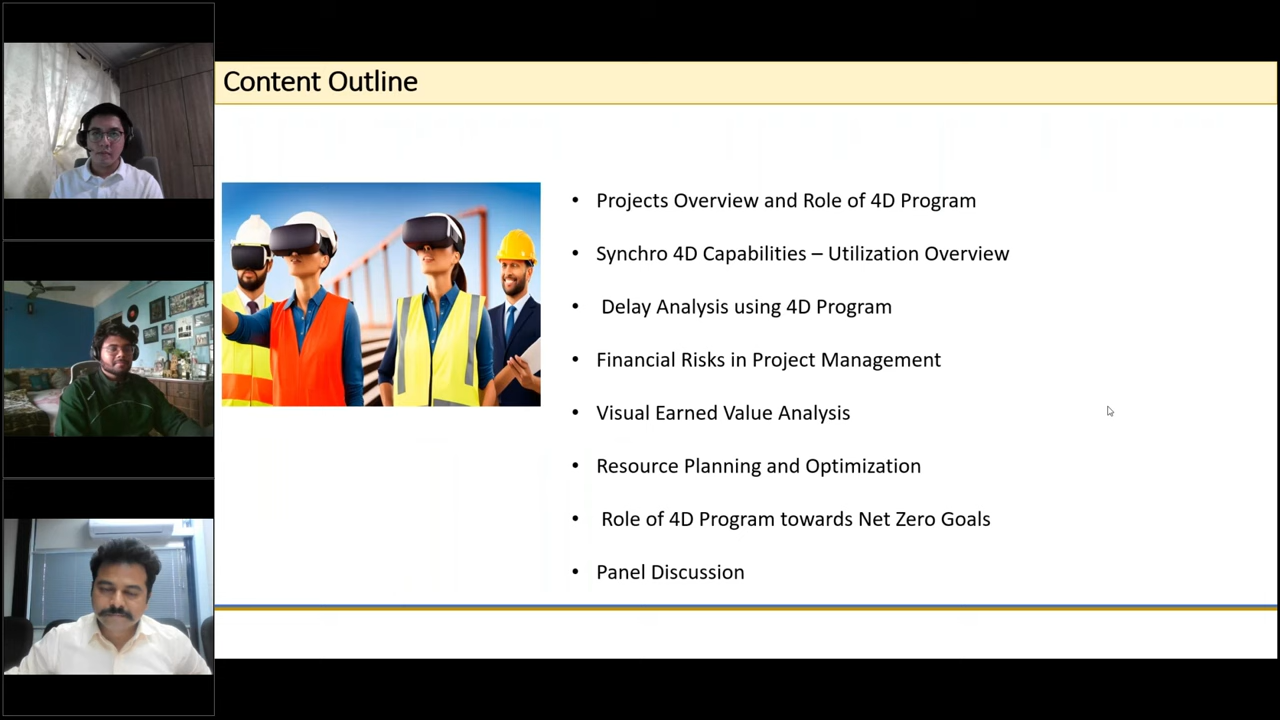 Content Outline
• Projects Overview and Role of 4D Program
• Synchro 4D Capabilities – Utilization Overview
• Delay Analysis using 4D Program
• Financial Risks in Project Management
• Visual Earned Value Analysis
• Resource Planning and Optimization
• Role of 4D Program towards Net Zero Goals
• Panel Discussion